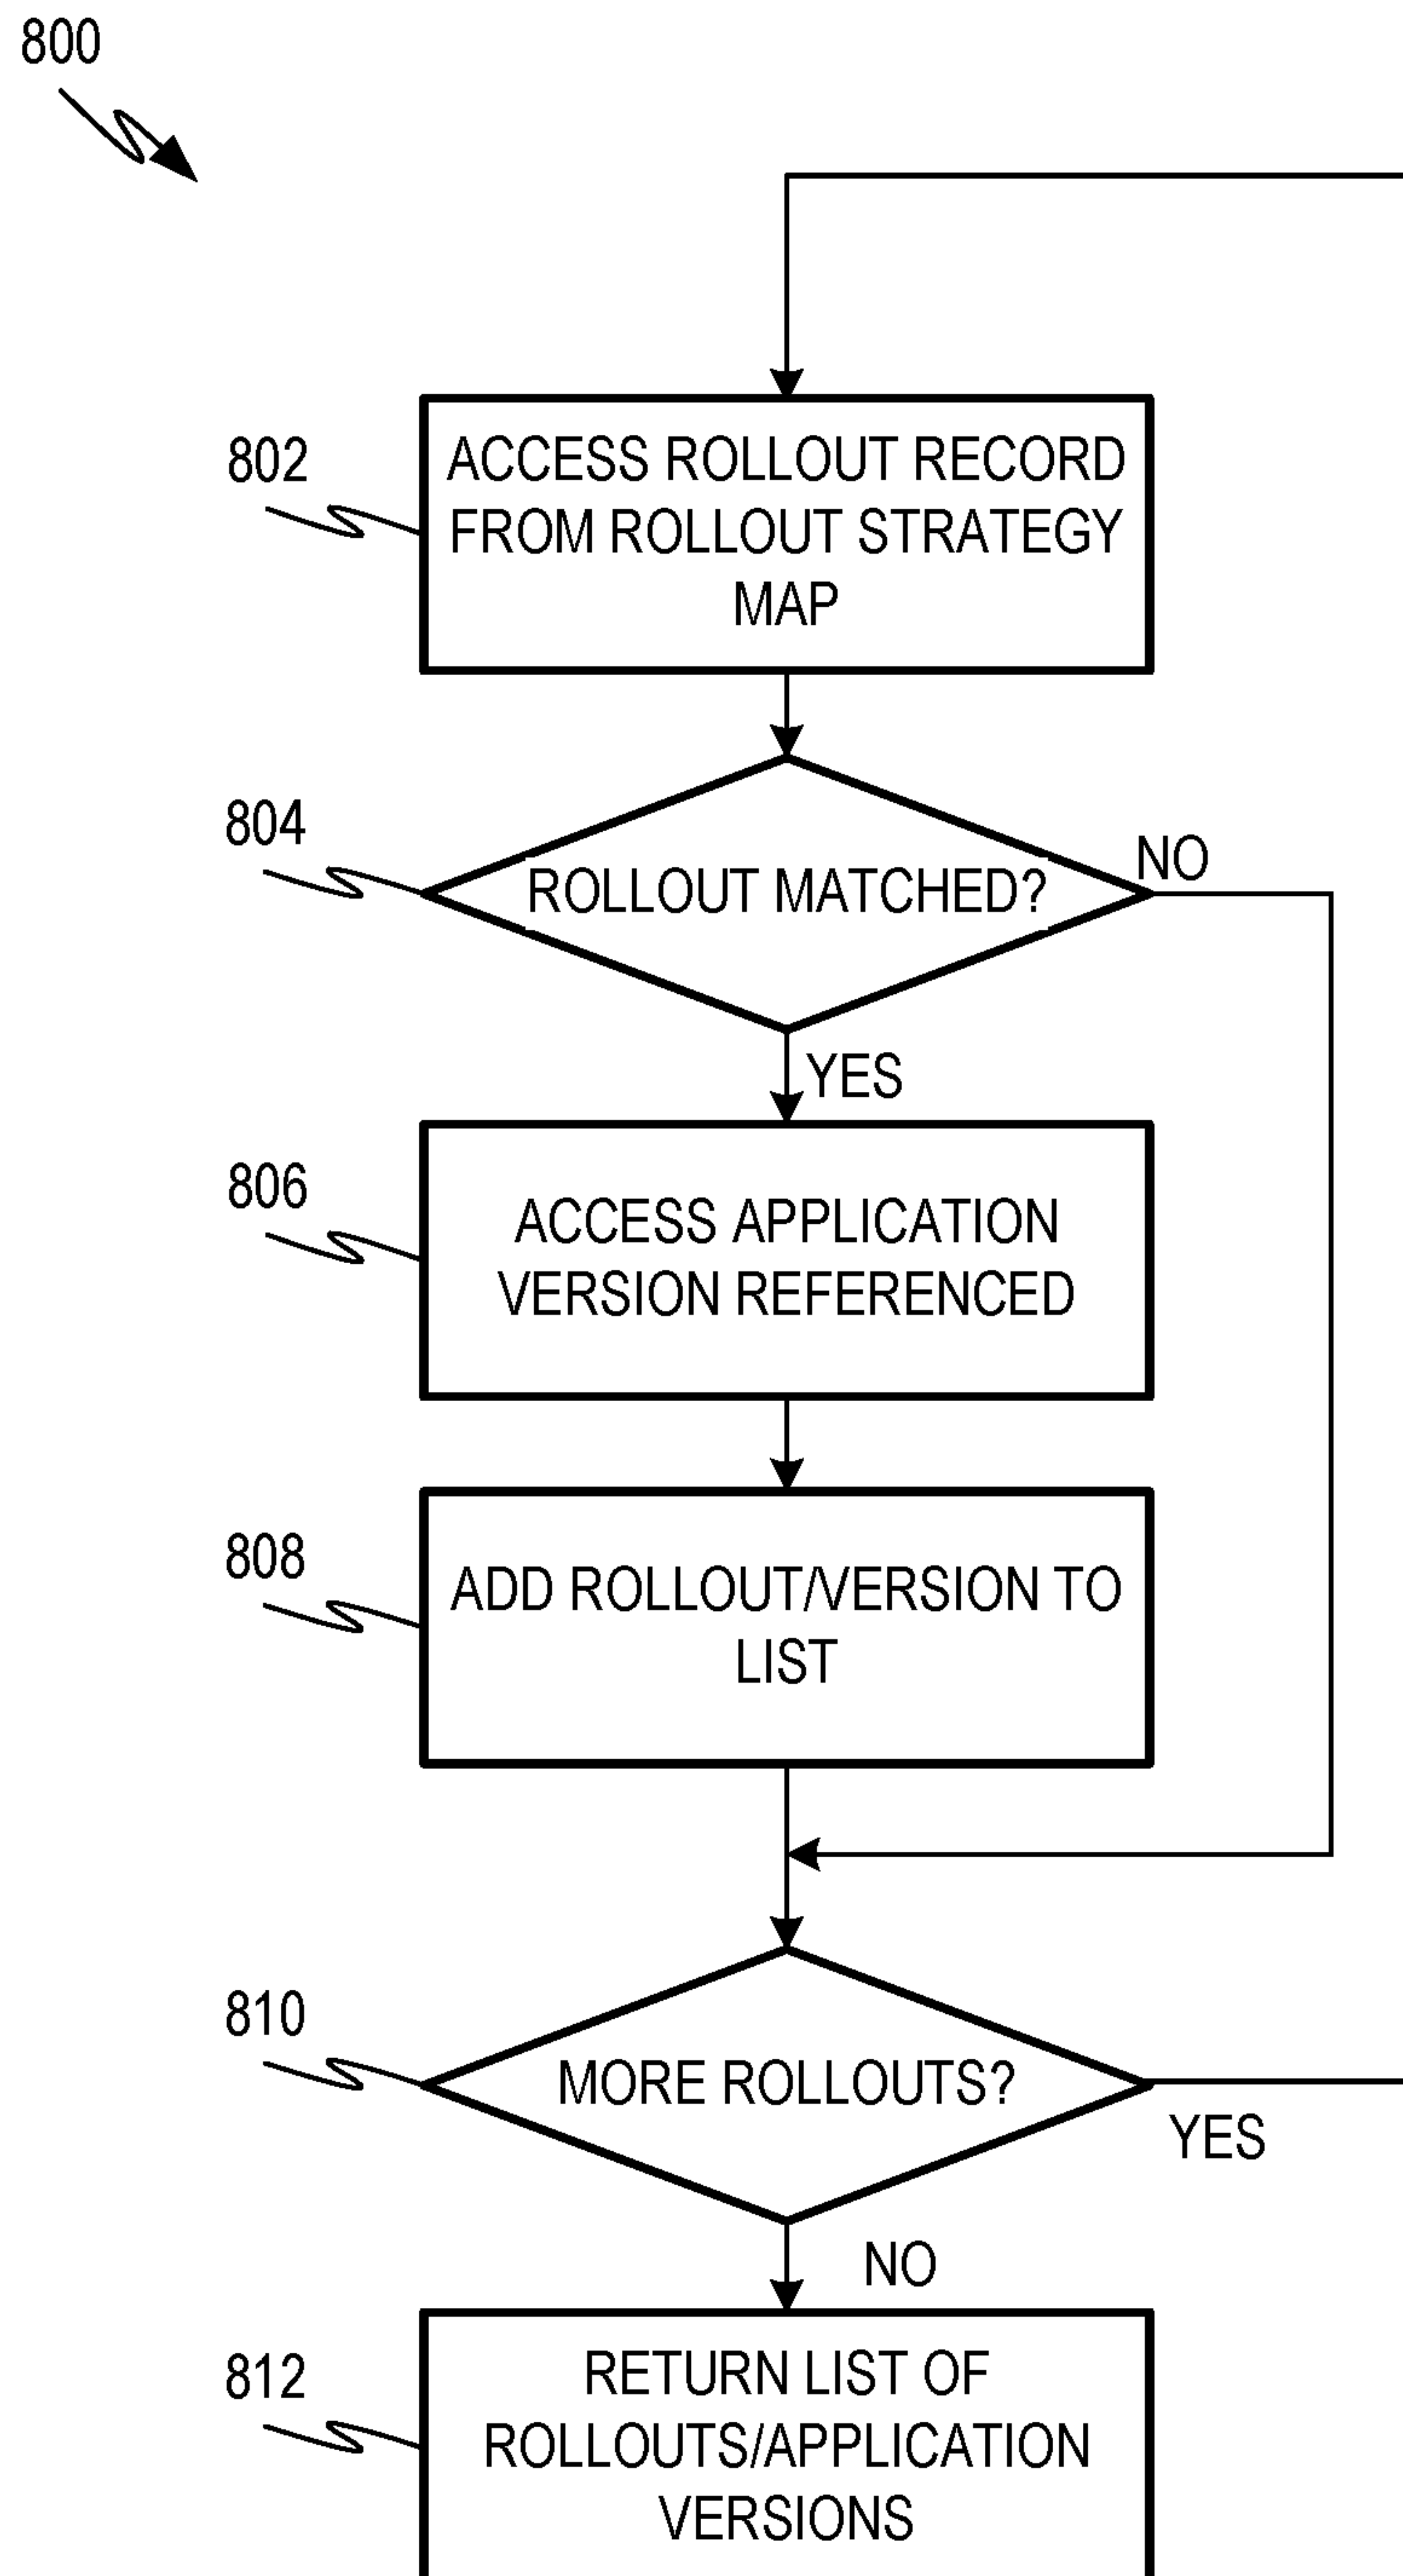 800
802
ACCESS ROLLOUT RECORD
FROM ROLLOUT STRATEGY
MAP
804
ROLLOUT MATCHED?
NO
YES
806
ACCESS APPLICATION
VERSION REFERENCED
808
ADD ROLLOUT/VERSION TO
LIST
810
MORE ROLLOUTS?
YES
NO
812
RETURN LIST OF
ROLLOUTS/APPLICATION
VERSIONS